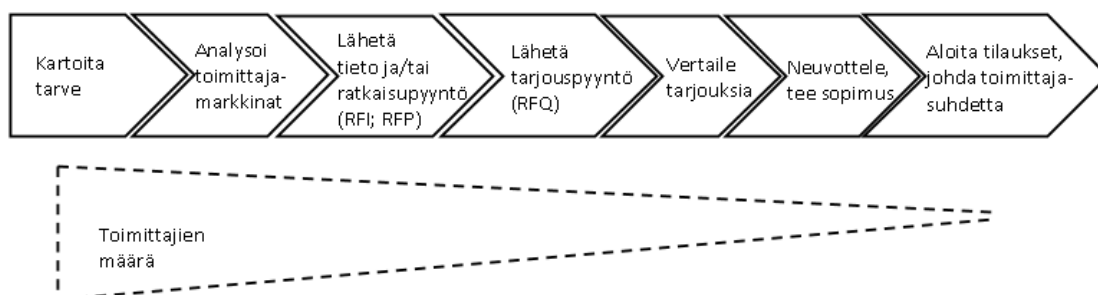 Kartoita
tarve
Analysoi
toimittaja-
markkinat
Lähetä
tieto ja/tai
ratkaisupyyntö
(RFI; RFP)
Lähetä
tarjouspyyntö
(RFQ)
Vertaile
tarjouksia
Neuvottele,
tee sopimus
Aloita tilaukset,
johda toimittaja-
suhdetta
Toimittajien
määrä